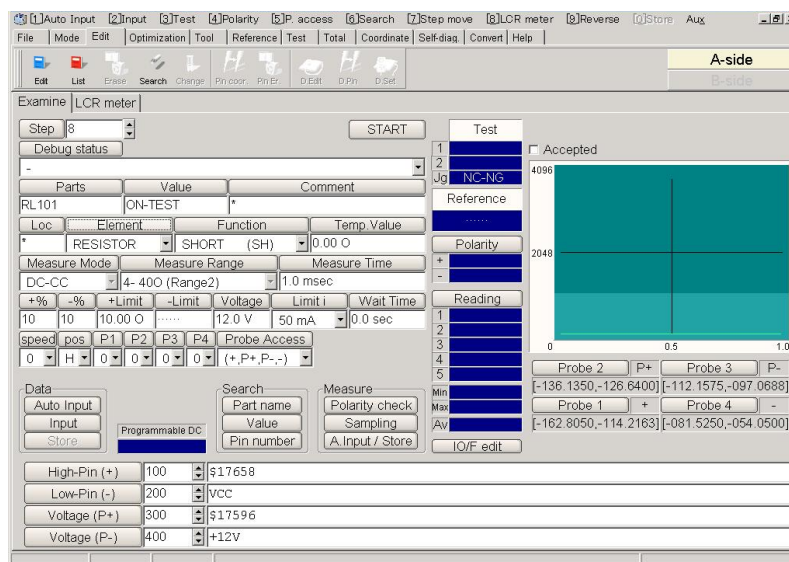 [1]Auto Input [2]Input [3]Test [4]Polarity [5]P. access [6]Search [7]Step move [8]LCR meter [9]Reverse [0]Store Aux
File Mode Edit Optimization Tool Reference Test Total Coordinate Self-diag. Convert Help
Edit List Erase Search Change Pin coor. Pin Er. D.Edit D.Pin D.Set
A-side
B-side
Examine LCR meter
Step 8 START
Debug status
-
Parts Value Comment
RL101 ON-TEST *
Loc Element Function Temp.Value
* RESISTOR SHORT (SH) 0.00 O
Measure Mode Measure Range Measure Time
DC-CC 4- 40O (Range2) 1.0 msec
+% -% +Limit -Limit Voltage Limit i Wait Time
10 10 10.00 O ...... 12.0 V 50 mA 0.0 sec
speed pos P1 P2 P3 P4 Probe Access
0 H 0 0 0 0 (+,P+,P-,-)
Data
Auto Input
Input
Store
Programmable DC
Search
Part name
Value
Pin number
Measure
Polarity check
Sampling
A.Input / Store
Test
1
2
Jg NC-NG
Reference
......
Polarity
+
-
Reading
1
2
3
4
5
Min
Max
Av
IO/F edit
Accepted
4096
2048
0 0.5 1.0
Probe 2 P+ Probe 3 P-
[-136.1350,-126.6400] [-112.1575,-097.0688]
Probe 1 + Probe 4 -
[-162.8050,-114.2163] [-081.5250,-054.0500]
High-Pin (+) 100 $17658
Low-Pin (-) 200 VCC
Voltage (P+) 300 $17596
Voltage (P-) 400 +12V